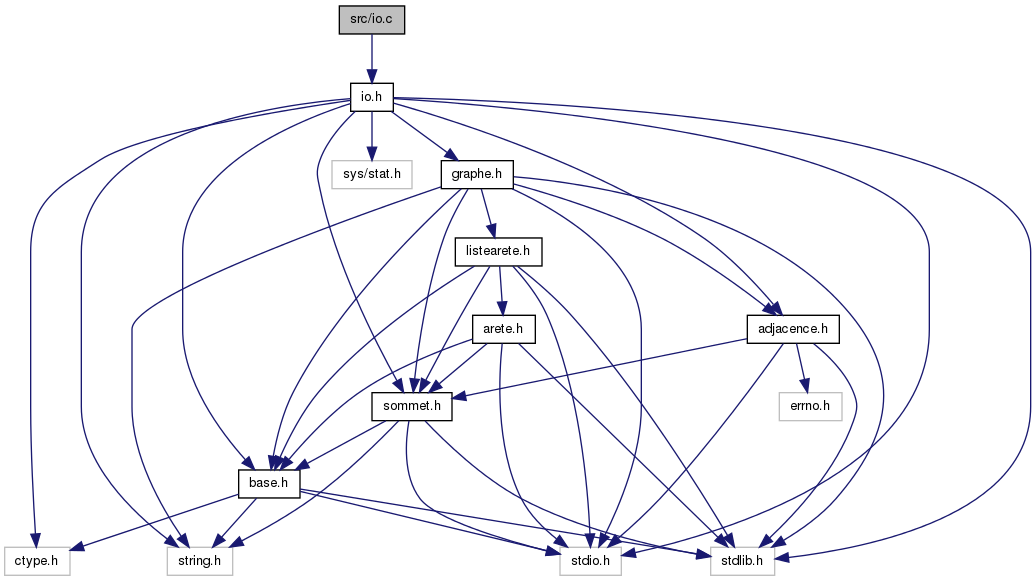 src/io.c
io.h
sys/stat.h
graphe.h
listearete.h
arete.h
adjacence.h
sommet.h
errno.h
base.h
ctype.h
string.h
stdio.h
stdlib.h